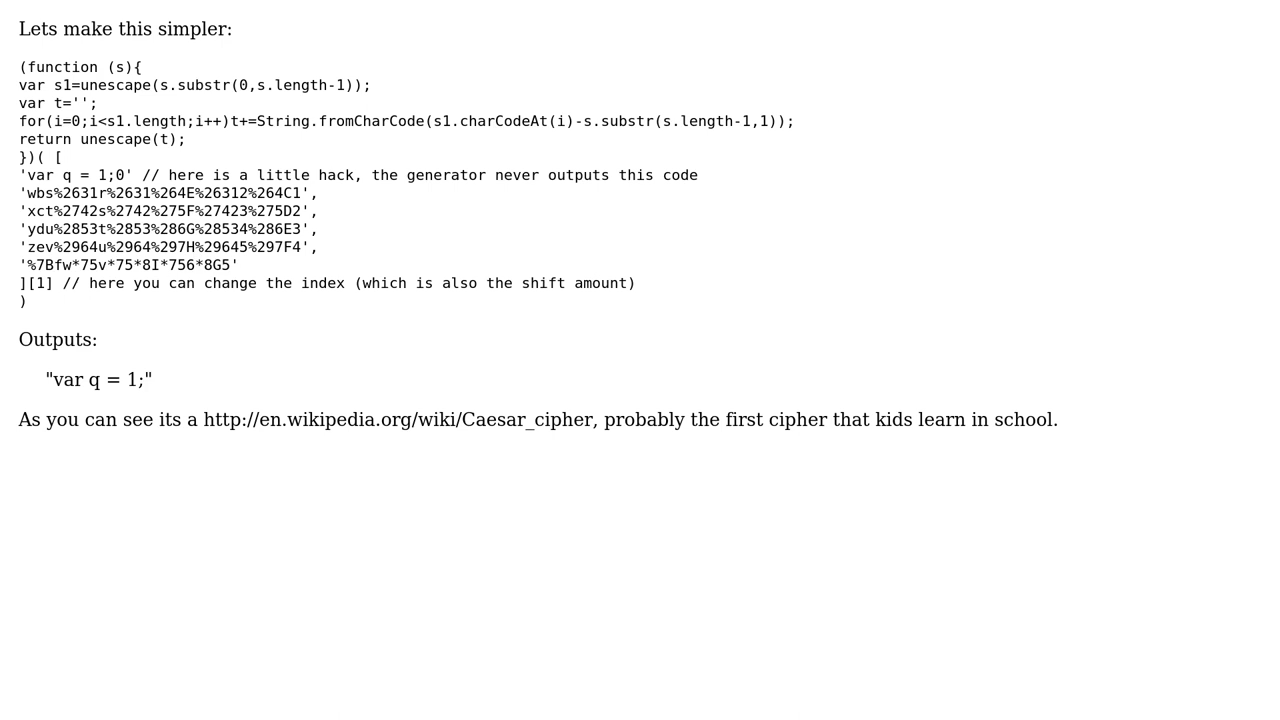 Lets make this simpler:
(function (s){
var s1=unescape(s.substr(0,s.length-1));
var t='';
for(i=0;i<s1.length;i++)t+=String.fromCharCode(s1.charCodeAt(i)-s.substr(s.length-1,1));
return unescape(t);
})( [
'var q = 1;0' // here is a little hack, the generator never outputs this code
'wbs%2631r%2631%264E%26312%264C1',
'xct%2742s%2742%275F%27423%275D2',
'ydu%2853t%2853%286G%28534%286E3',
'zev%2964u%2964%297H%29645%297F4',
'%7Bfw*75v*75*8I*756*8G5'
][1] // here you can change the index (which is also the shift amount)
)
Outputs:
"var q = 1;"
As you can see its a http://en.wikipedia.org/wiki/Caesar_cipher, probably the first cipher that kids learn in school.